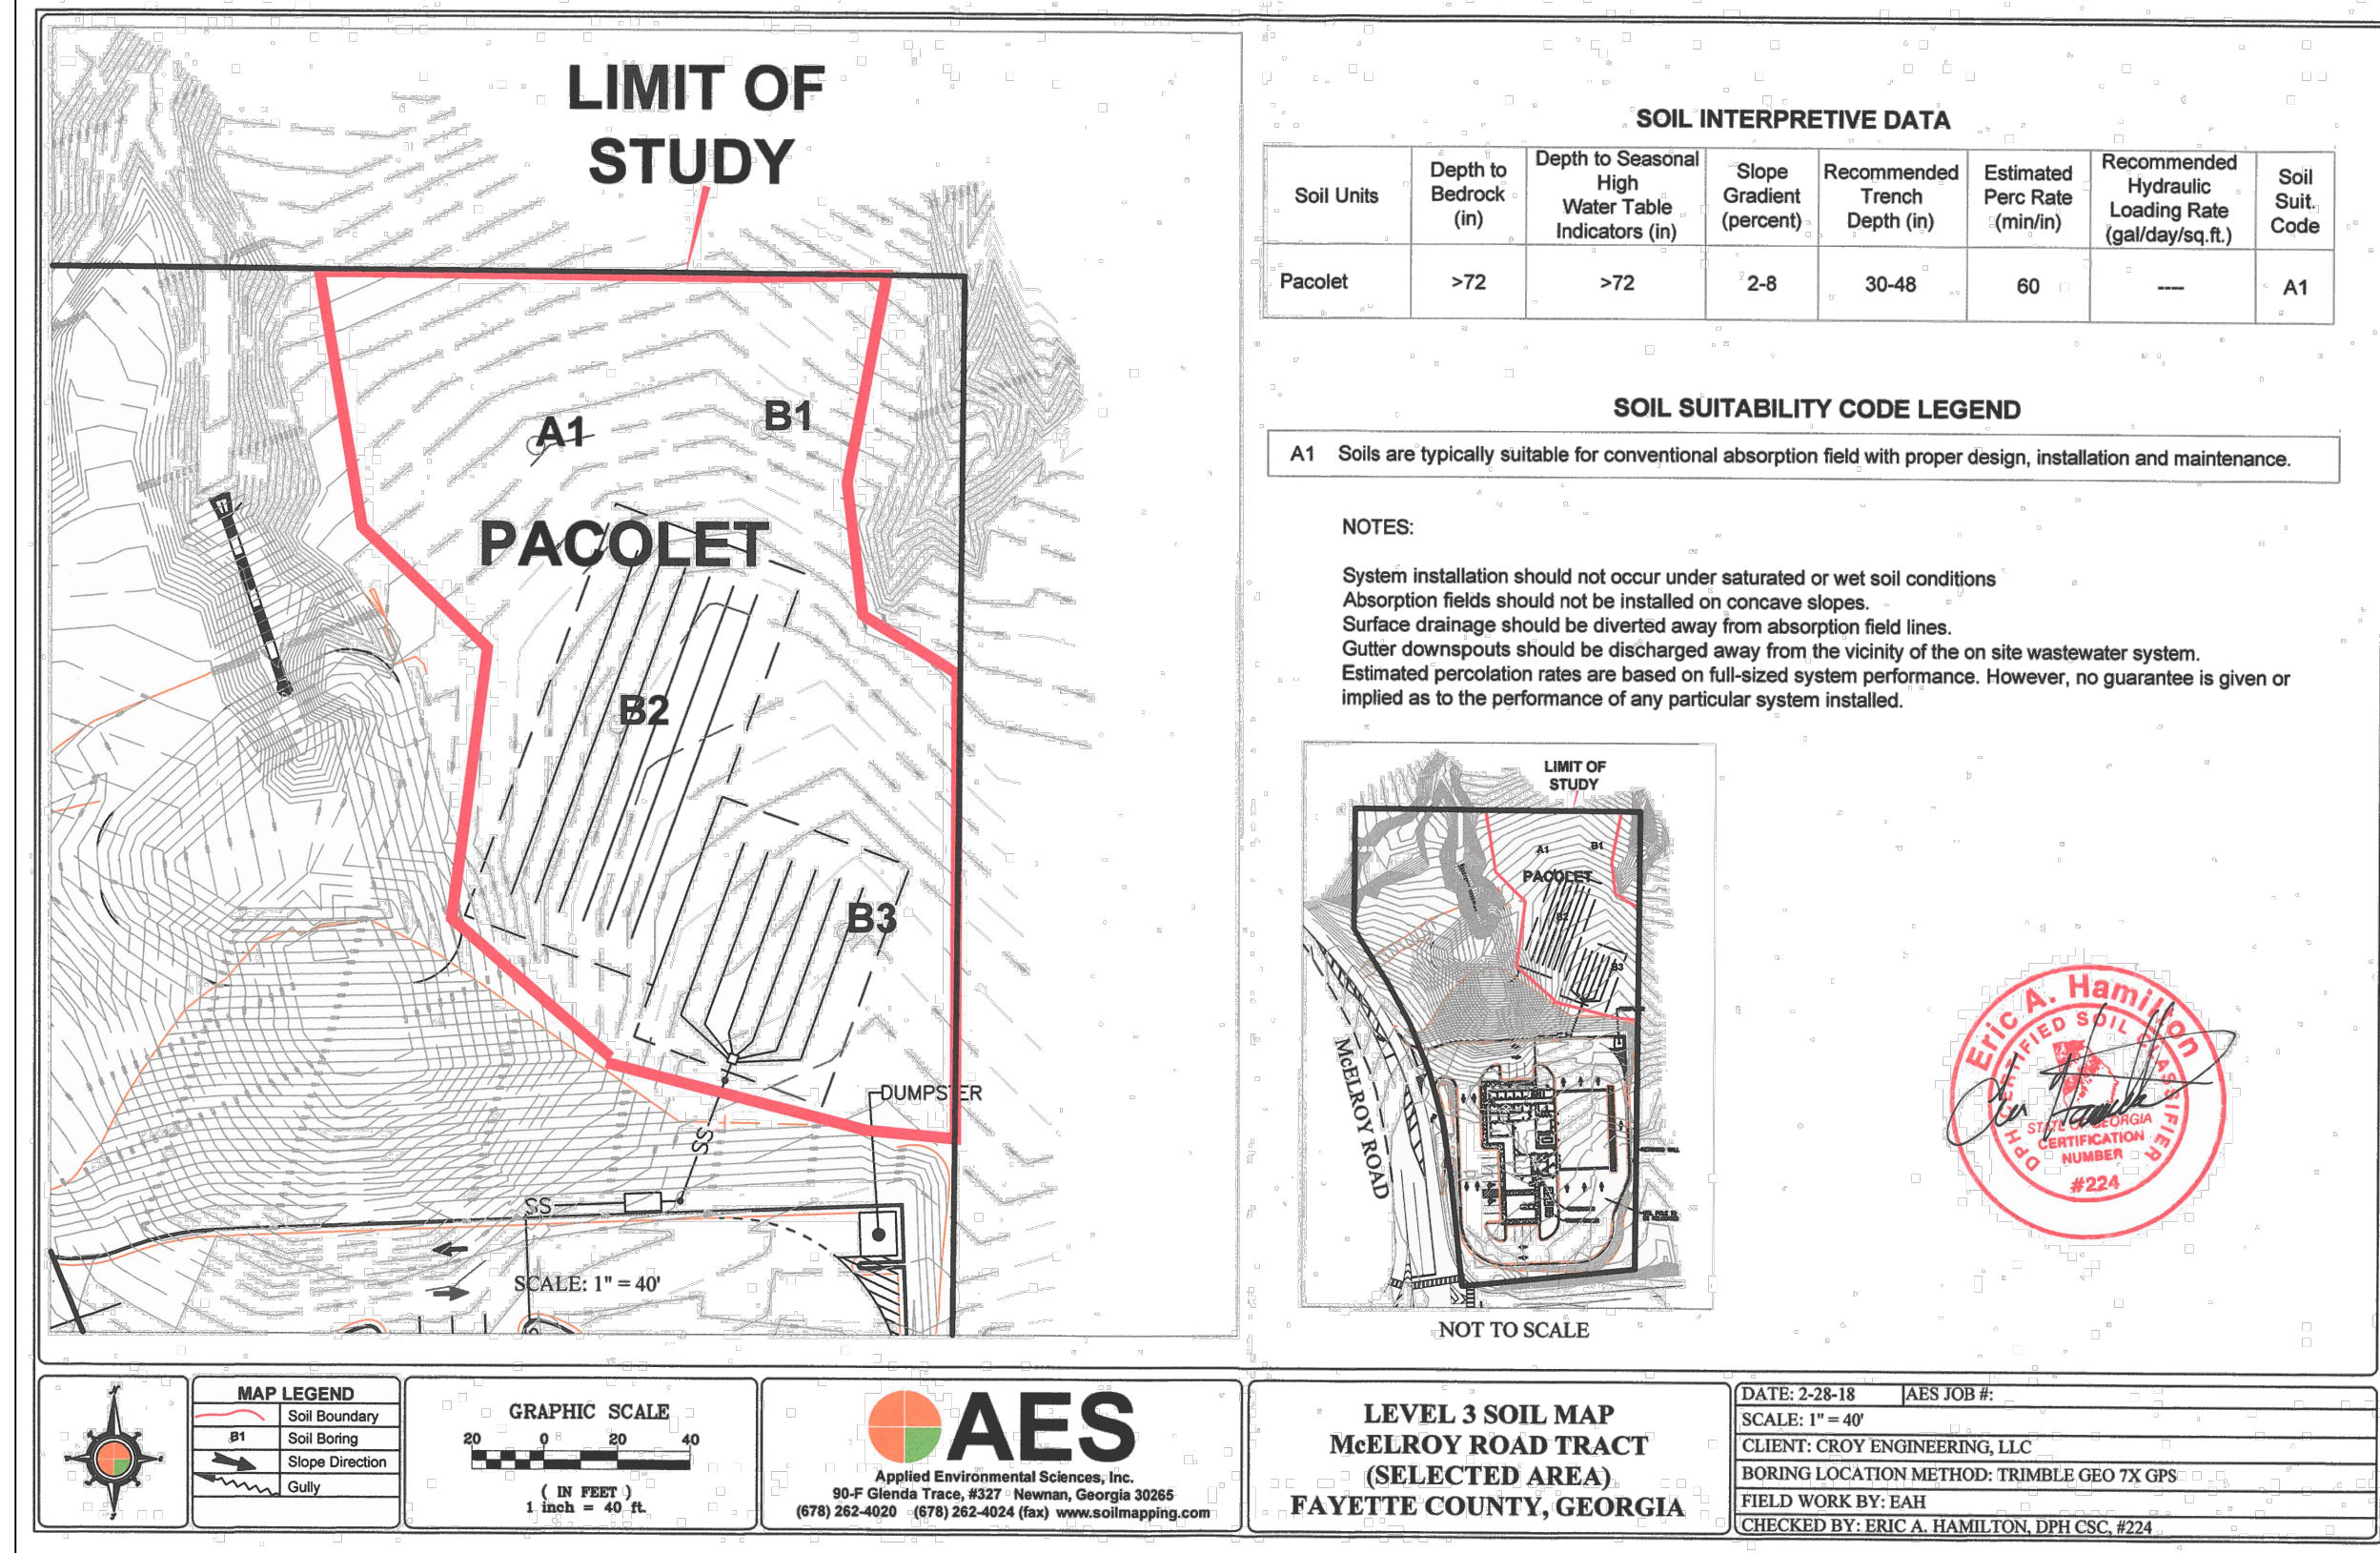 LIMIT OF
STUDY
A1
B1
PACOLET
B2
B3
DUMPSTER
SS
SS
SCALE: 1" = 40'
SOIL INTERPRETIVE DATA
Soil Units
Depth to
Bedrock
(in)
Depth to Seasonal
High
Water Table
Indicators (in)
Slope
Gradient
(percent)
Recommended
Trench
Depth (in)
Estimated
Perc Rate
(min/in)
Recommended
Hydraulic
Loading Rate
(gal/day/sq.ft.)
Soil
Suit.
Code
Pacolet >72 >72 2-8 30-48 60 ---- A1
SOIL SUITABILITY CODE LEGEND
A1 Soils are typically suitable for conventional absorption field with proper design, installation and maintenance.
NOTES:
System installation should not occur under saturated or wet soil conditions
Absorption fields should not be installed on concave slopes.
Surface drainage should be diverted away from absorption field lines.
Gutter downspouts should be discharged away from the vicinity of the on site wastewater system.
Estimated percolation rates are based on full-sized system performance. However, no guarantee is given or
implied as to the performance of any particular system installed.
LIMIT OF
STUDY
A1
B1
PACOLET
B2
B3
McELROY ROAD
NOT TO SCALE
Eric A. Hamilton
DPH CERTIFIED SOIL CLASSIFIER
STATE OF GEORGIA
CERTIFICATION
NUMBER
#224
MAP LEGEND
Soil Boundary
B1 Soil Boring
Slope Direction
Gully
GRAPHIC SCALE
20 0 20 40
( IN FEET )
1 inch = 40 ft.
AES
Applied Environmental Sciences, Inc.
90-F Glenda Trace, #327 Newnan, Georgia 30265
(678) 262-4020 (678) 262-4024 (fax) www.soilmapping.com
LEVEL 3 SOIL MAP
McELROY ROAD TRACT
(SELECTED AREA)
FAYETTE COUNTY, GEORGIA
DATE: 2-28-18 AES JOB #:
SCALE: 1" = 40'
CLIENT: CROY ENGINEERING, LLC
BORING LOCATION METHOD: TRIMBLE GEO 7X GPS
FIELD WORK BY: EAH
CHECKED BY: ERIC A. HAMILTON, DPH CSC, #224